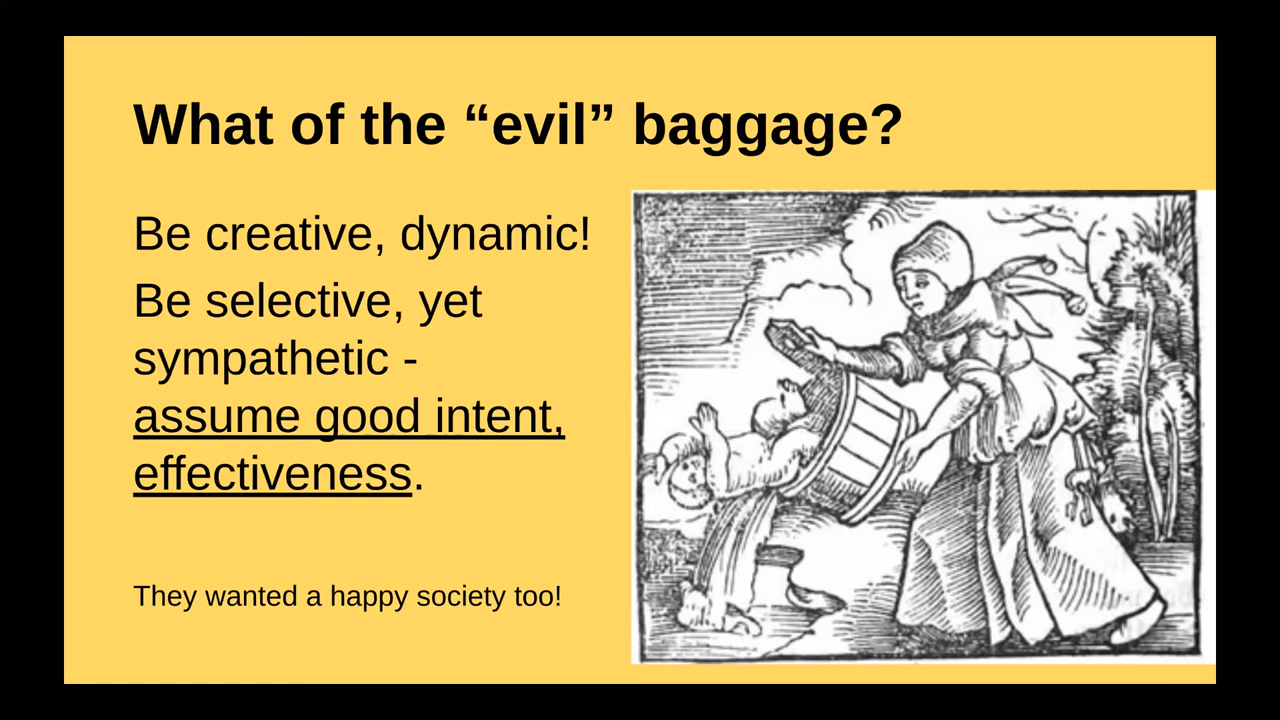 What of the “evil” baggage?
Be creative, dynamic!
Be selective, yet
sympathetic -
assume good intent,
effectiveness.
They wanted a happy society too!